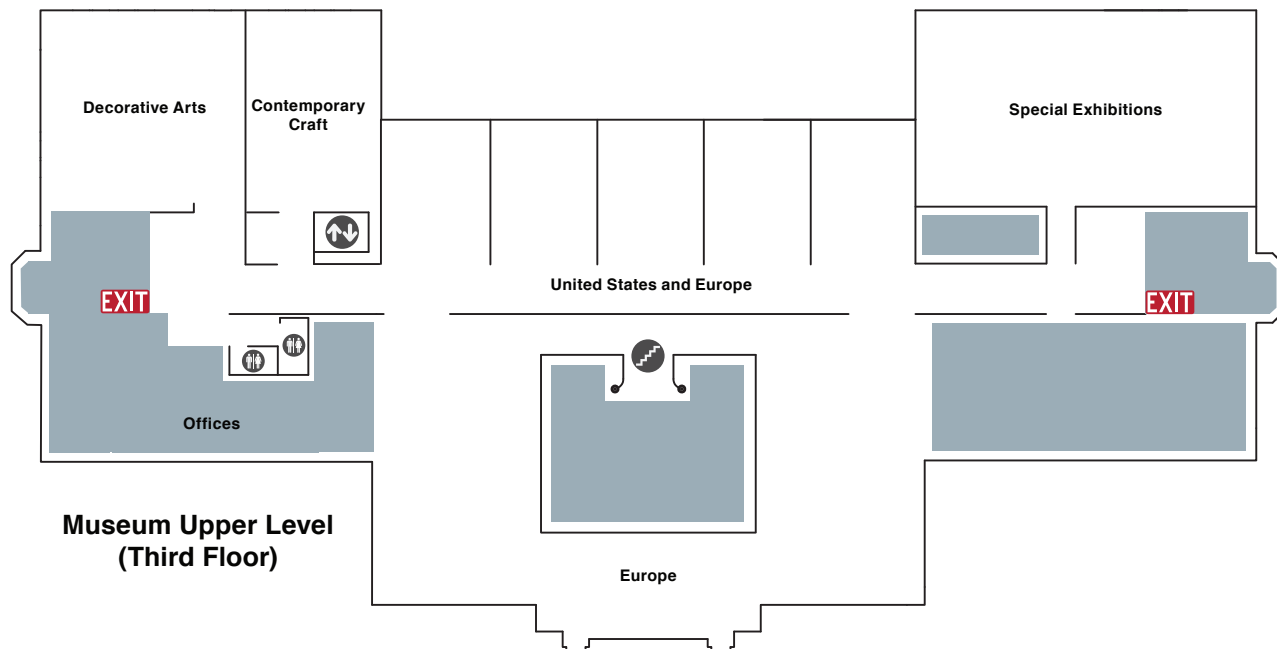 Decorative Arts
Contemporary
Craft
Special Exhibitions
United States and Europe
EXIT
EXIT
Offices
Museum Upper Level
(Third Floor)
Europe